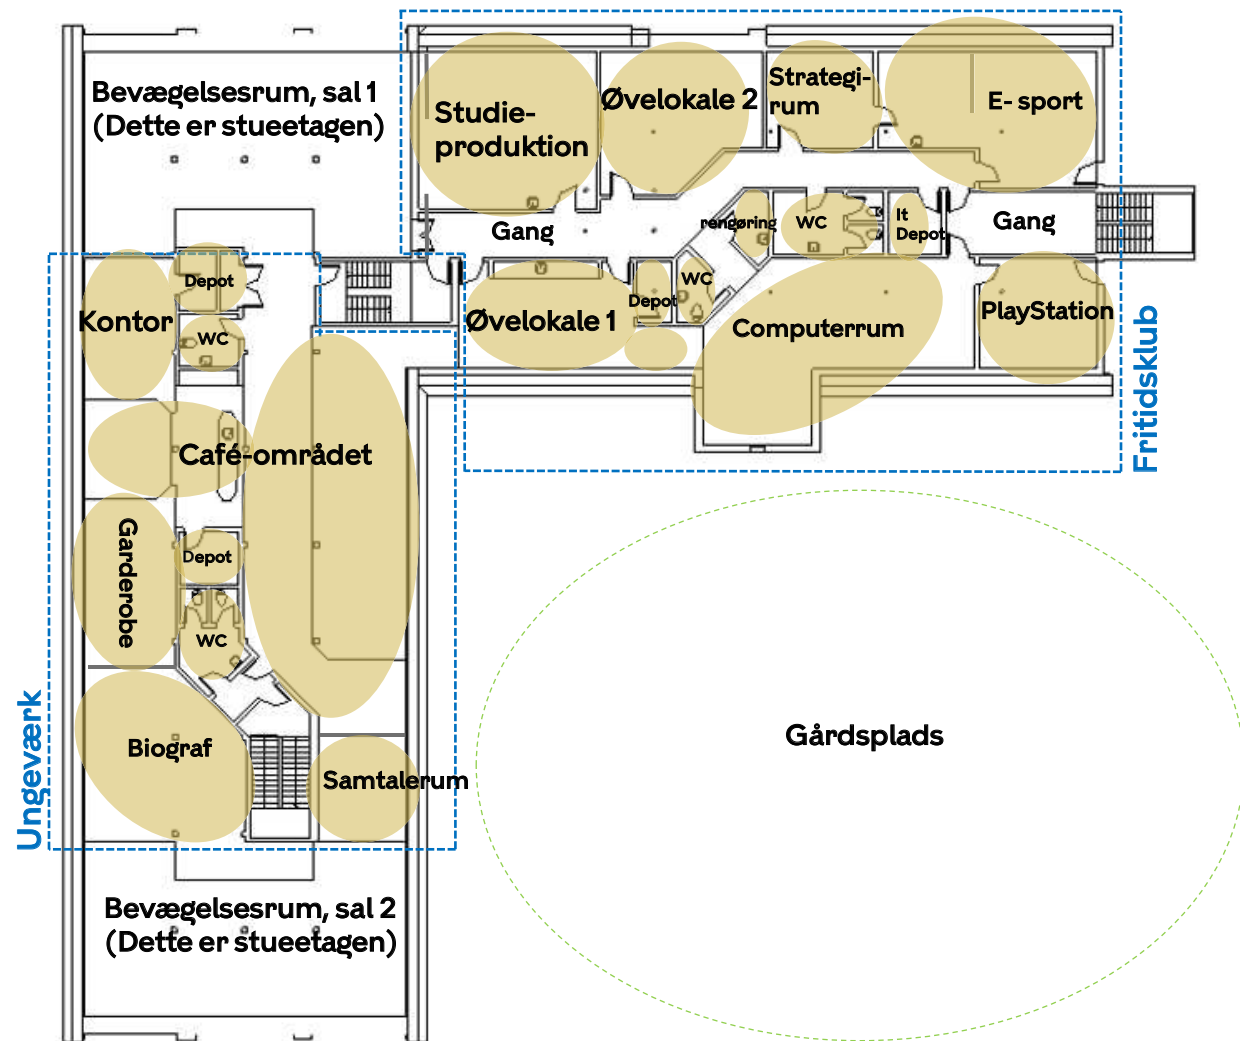 Bevægelsesrum, sal 1
(Dette er stueetagen)
Studie-
produktion
Øvelokale 2
Strategi-
rum
E- sport
Gang
rengøring
WC
It
Depot
Gang
Depot
Kontor
WC
Øvelokale 1
Depot
WC
Computerrum
PlayStation
Fritidsklub
Café-området
Garderobe
Depot
WC
Ungeværk
Biograf
Samtalerum
Gårdsplads
Bevægelsesrum, sal 2
(Dette er stueetagen)